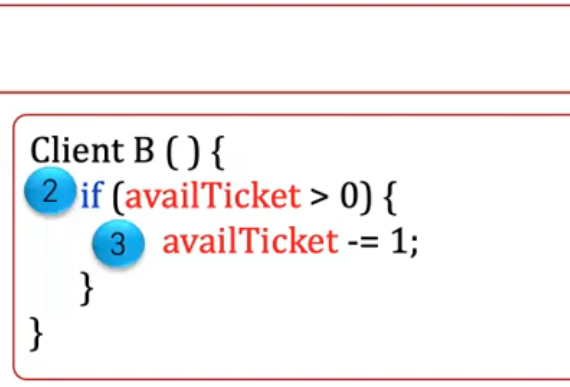 Client B ( ) {
2 if (availTicket > 0) {
3 availTicket -= 1;
}
}